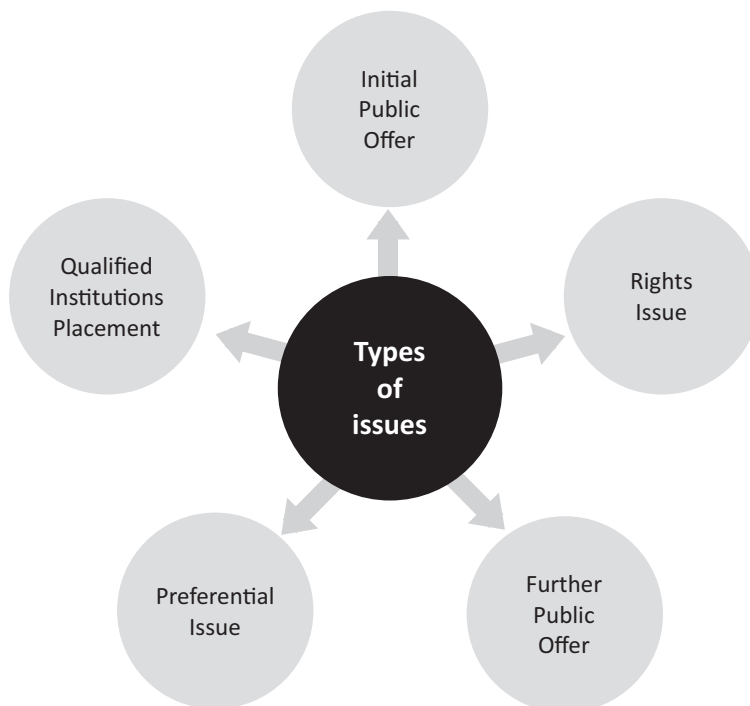 Initial
Public
Offer
Qualified
Institutions
Placement
Rights
Issue
Types
of
issues
Preferential
Issue
Further
Public
Offer